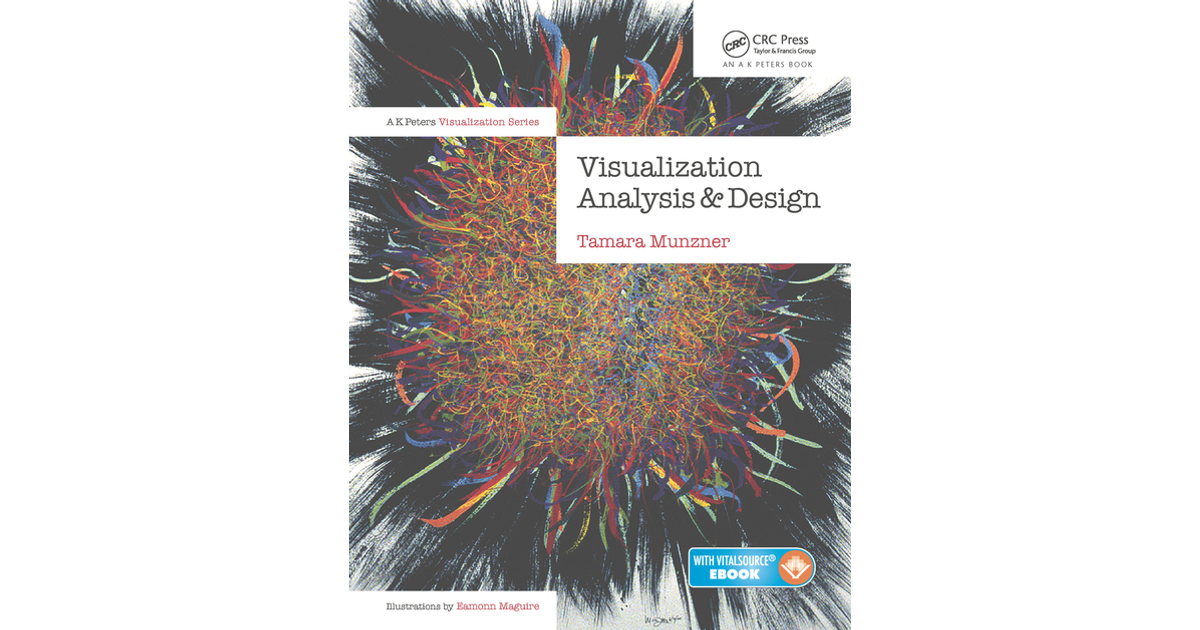 CRC
CRC Press
Taylor & Francis Group
AN A K PETERS BOOK
A K Peters Visualization Series
Visualization
Analysis & Design
Tamara Munzner
WITH VITALSOURCE®
EBOOK
Illustrations by Eamonn Maguire